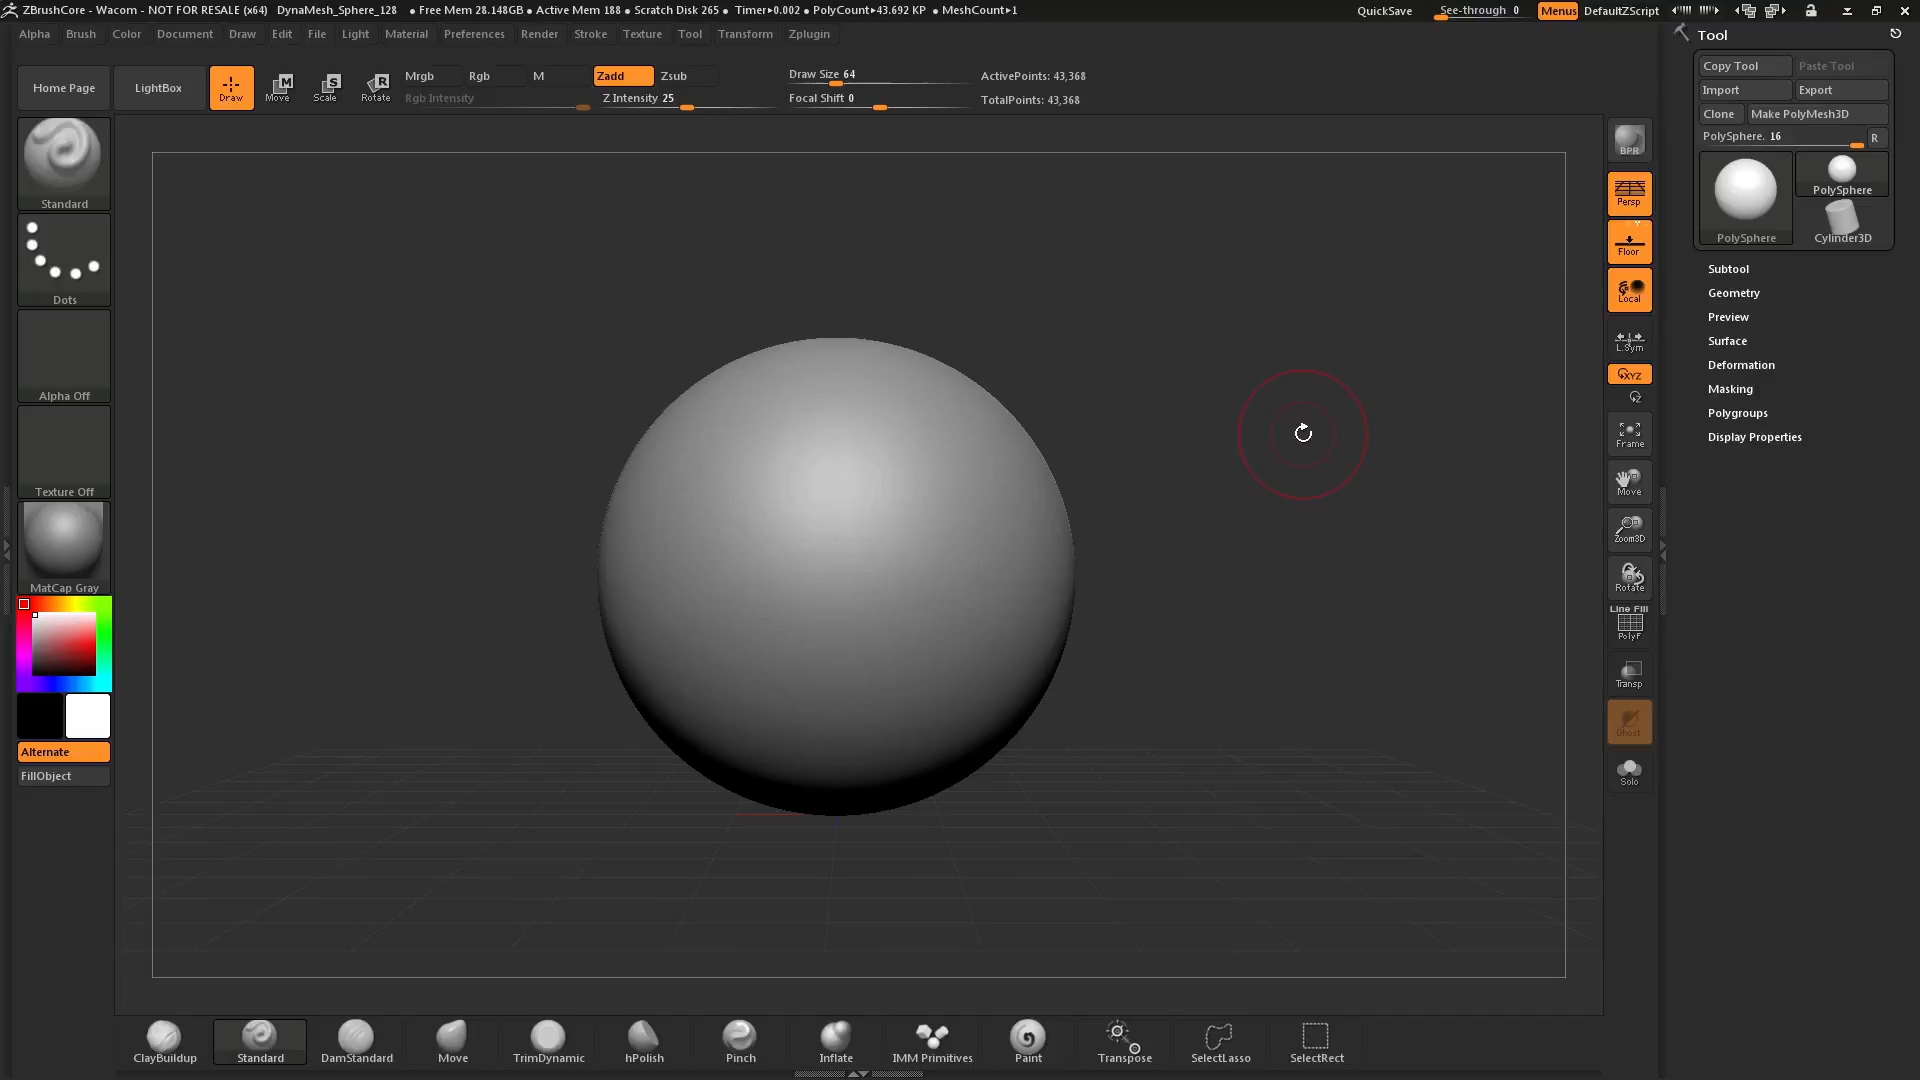 ZBrushCore - Wacom - NOT FOR RESALE (x64) DynaMesh_Sphere_128 ● Free Mem 28.148GB ● Active Mem 188 ● Scratch Disk 265 ● Timer▸0.002 ● PolyCount▸43.692 KP ● MeshCount▸1 QuickSave See-through 0 Menus DefaultZScript
Alpha Brush Color Document Draw Edit File Light Material Preferences Render Stroke Texture Tool Transform Zplugin
Home Page LightBox Draw Move Scale Rotate
M S R
Mrgb Rgb M Zadd Zsub
Rgb Intensity Z Intensity 25
Draw Size 64
Focal Shift 0
ActivePoints: 43,368
TotalPoints: 43,368
Standard
Dots
Alpha Off
Texture Off
MatCap Gray
Alternate
FillObject
BPR
Persp
Floor
Local
L.Sym
XYZ
Z
Frame
Move
Zoom3D
Rotate
Line Fill
PolyF
Transp
Ghost
Solo
Tool
Copy Tool Paste Tool
Import Export
Clone Make PolyMesh3D
PolySphere. 16 R
PolySphere
PolySphere Cylinder3D
Subtool
Geometry
Preview
Surface
Deformation
Masking
Polygroups
Display Properties
ClayBuildup Standard DamStandard Move TrimDynamic hPolish Pinch Inflate IMM Primitives Paint Transpose SelectLasso SelectRect